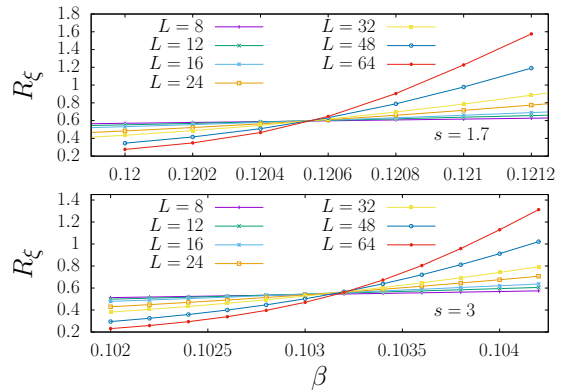 1.8
1.6
1.4
1.2
1
0.8
0.6
0.4
0.2
R_ξ
L = 8
L = 12
L = 16
L = 24
L = 32
L = 48
L = 64
s = 1.7
0.12 0.1202 0.1204 0.1206 0.1208 0.121 0.1212
1.4
1.2
1
0.8
0.6
0.4
0.2
R_ξ
L = 8
L = 12
L = 16
L = 24
L = 32
L = 48
L = 64
s = 3
0.102 0.1025 0.103 0.1035 0.104
β